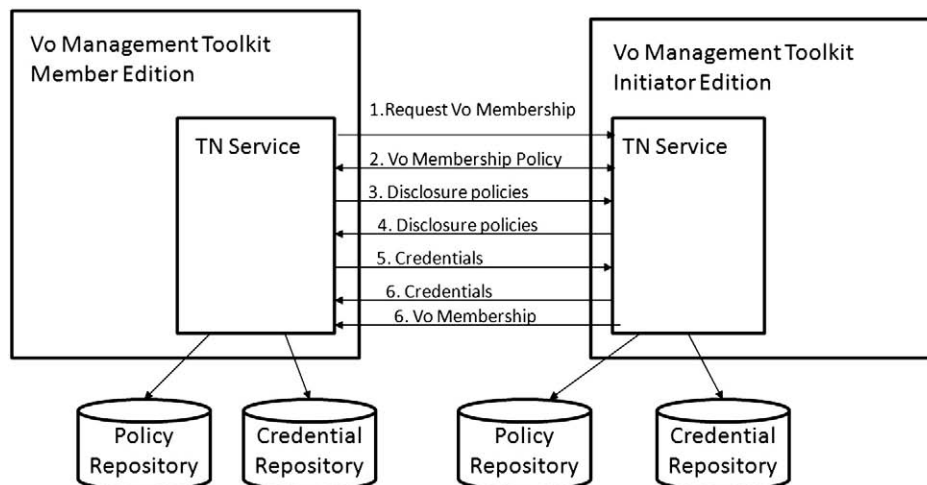 Vo Management Toolkit
Member Edition
Vo Management Toolkit
Initiator Edition
TN Service
TN Service
1.Request Vo Membership
2. Vo Membership Policy
3. Disclosure policies
4. Disclosure policies
5. Credentials
6. Credentials
6. Vo Membership
Policy
Repository
Credential
Repository
Policy
Repository
Credential
Repository